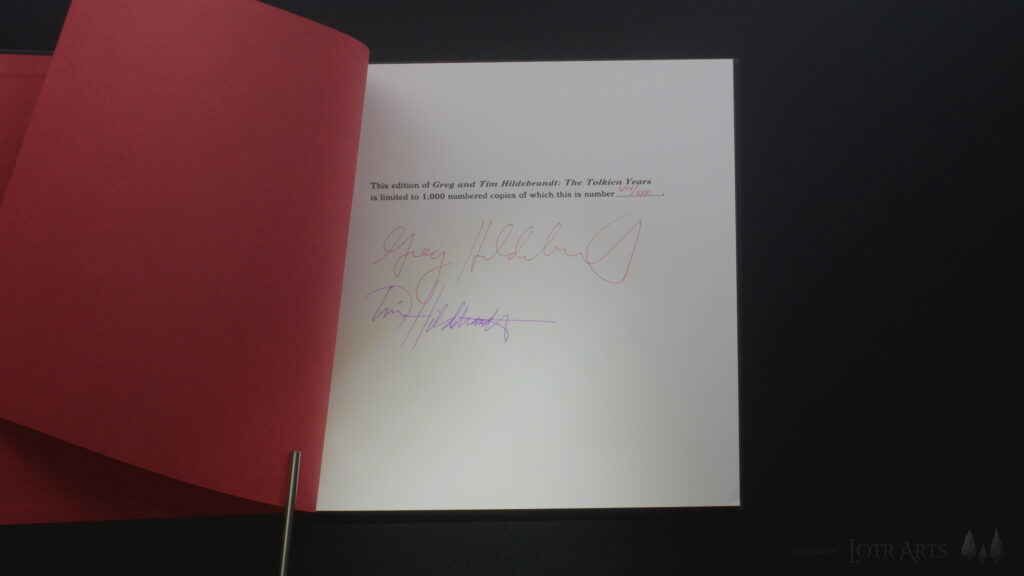 This edition of Greg and Tim Hildebrandt: The Tolkien Years
is limited to 1,000 numbered copies of which this is number /1000.
Greg Hildebrandt
Tim Hildebrandt
LOTR ARTS